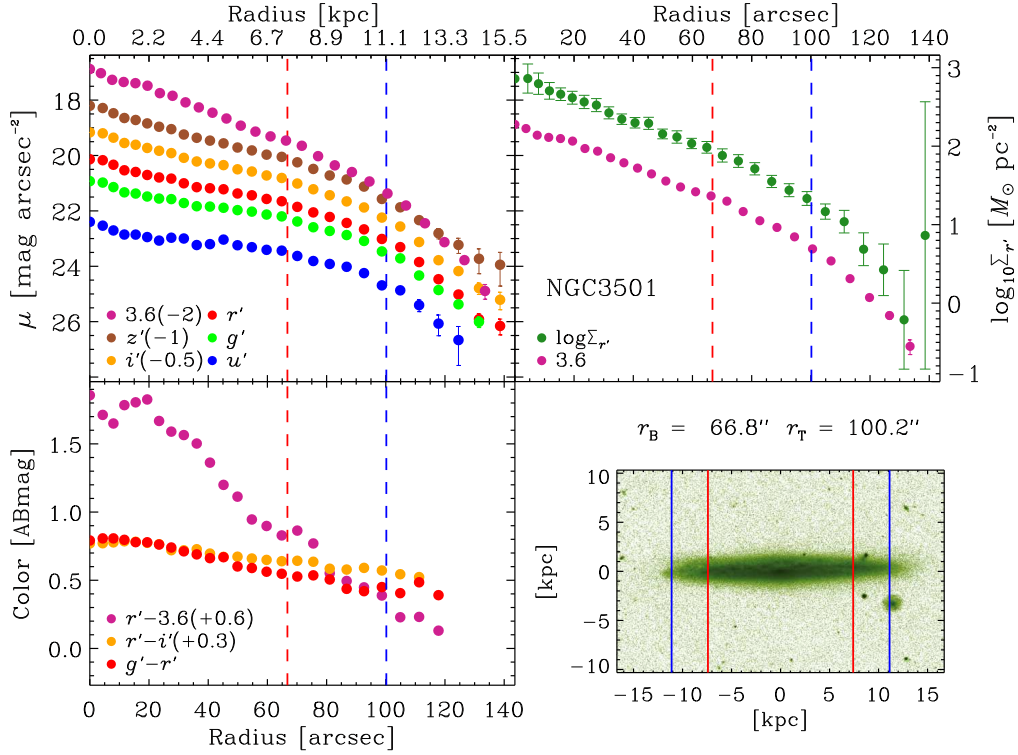 Radius [kpc]
0.0 2.2 4.4 6.7 8.9 11.1 13.3 15.5
Radius [arcsec]
20 40 60 80 100 120 140
μ [mag arcsec⁻²]
18
20
22
24
26
3.6(−2) r′
z′(−1) g′
i′(−0.5) u′
NGC3501
logΣr′
3.6
3
2
1
0
−1
log₁₀Σr′ [M⊙ pc⁻²]
Color [ABmag]
1.5
1.0
0.5
0.0
r′−3.6(+0.6)
r′−i′(+0.3)
g′−r′
0 20 40 60 80 100 120 140
Radius [arcsec]
rB = 66.8″ rT = 100.2″
[kpc]
10
5
0
−5
−10
−15 −10 −5 0 5 10 15
[kpc]